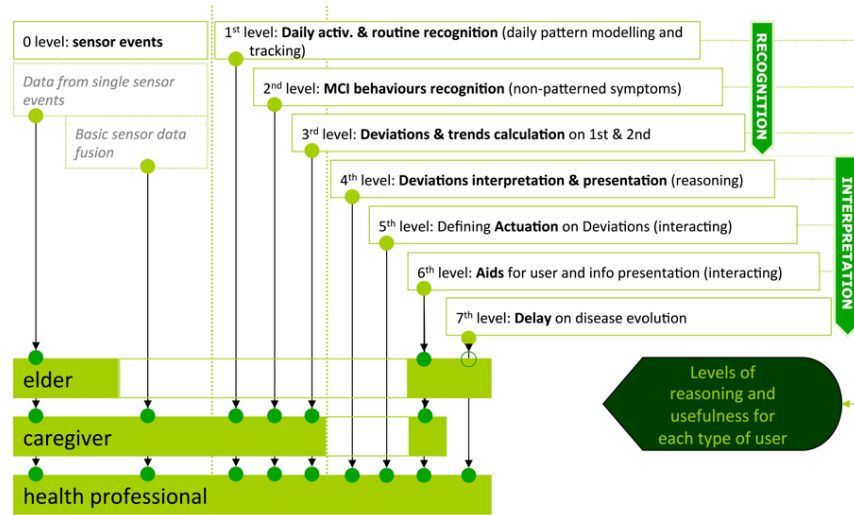 0 level: sensor events
Data from single sensor
events
Basic sensor data
fusion
1st level: Daily activ. & routine recognition (daily pattern modelling and
tracking)
2nd level: MCI behaviours recognition (non-patterned symptoms)
3rd level: Deviations & trends calculation on 1st & 2nd
4th level: Deviations interpretation & presentation (reasoning)
5th level: Defining Actuation on Deviations (interacting)
6th level: Aids for user and info presentation (interacting)
7th level: Delay on disease evolution
RECOGNITION
INTERPRETATION
elder
caregiver
health professional
Levels of
reasoning and
usefulness for
each type of user